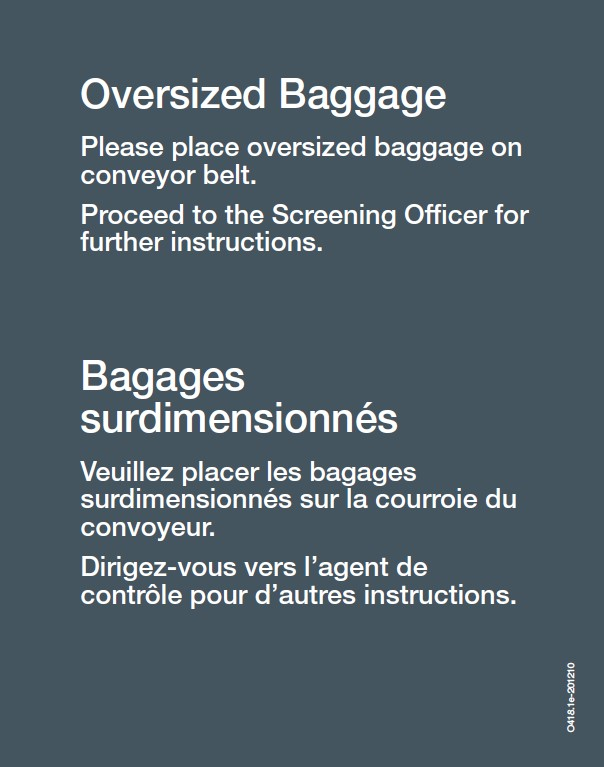 Oversized Baggage
Please place oversized baggage on
conveyor belt.
Proceed to the Screening Officer for
further instructions.
Bagages
surdimensionnés
Veuillez placer les bagages
surdimensionnés sur la courroie du
convoyeur.
Dirigez-vous vers l’agent de
contrôle pour d’autres instructions.
O418.1e-201210